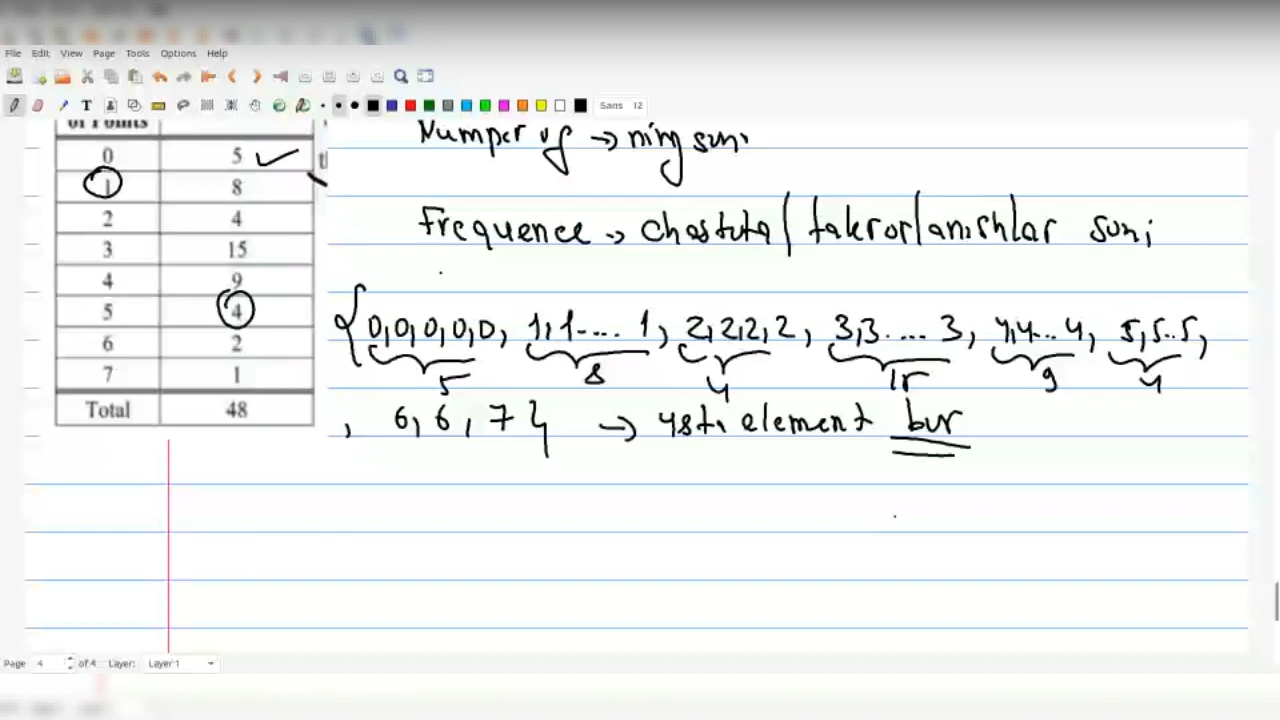 File Edit View Page Tools Options Help
T Sans 12
of Points
0 5
1 8
2 4
3 15
4 9
5 4
6 2
7 1
Total 48
Number of → ning soni
Frequence → chastota / takrorlanishlar soni
{0,0,0,0,0, 1,1.... 1, 2,2,2,2, 3,3.... 3, 4,4...4, 5,5..5,
5 8 4 15 9 4
, 6,6,7} → 48ta element bor
Page 4 of 4 Layer: Layer 1